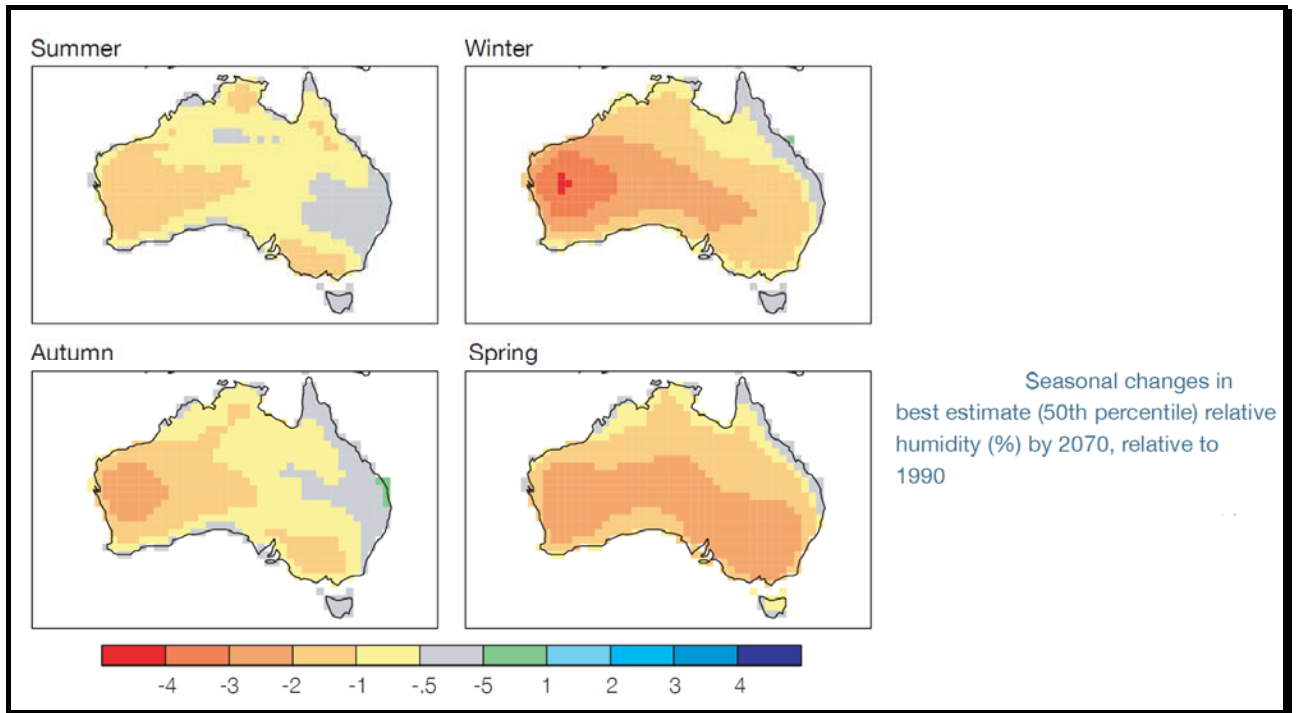 Summer
Winter
Autumn
Spring
Seasonal changes in
best estimate (50th percentile) relative
humidity (%) by 2070, relative to
1990
-4 -3 -2 -1 -.5 -5 1 2 3 4